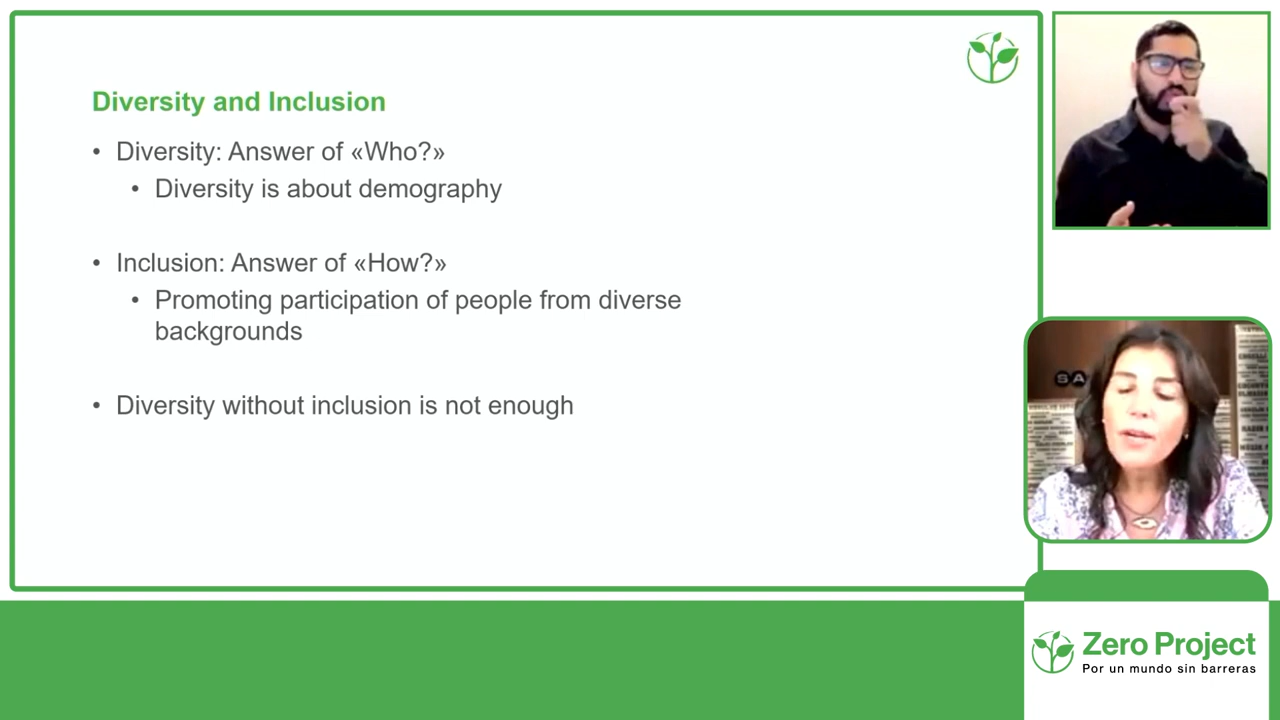 Diversity and Inclusion
• Diversity: Answer of «Who?»
• Diversity is about demography
• Inclusion: Answer of «How?»
• Promoting participation of people from diverse
backgrounds
• Diversity without inclusion is not enough
SA
Zero Project
Por un mundo sin barreras